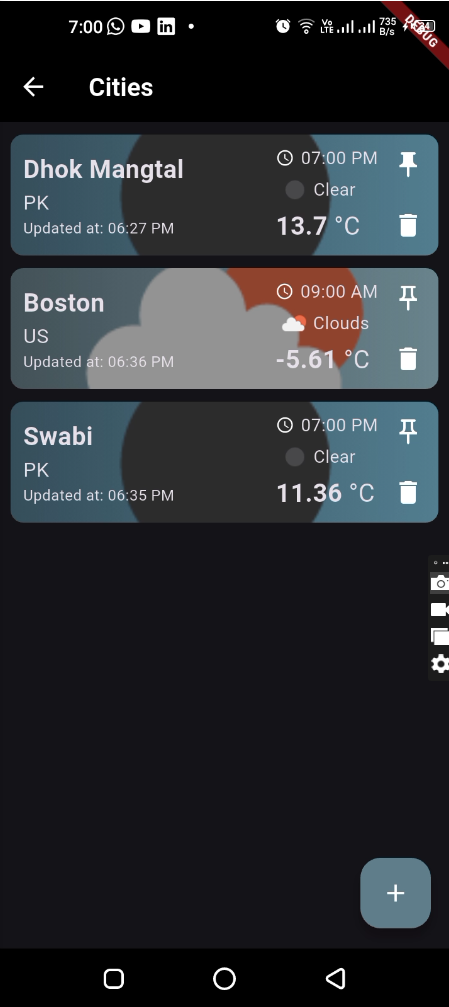 7:00
Vo
LTE
735
B/s
DEBUG
Cities
Dhok Mangtal
07:00 PM
Clear
PK
Updated at: 06:27 PM
13.7 °C
Boston
09:00 AM
Clouds
US
Updated at: 06:36 PM
-5.61 °C
Swabi
07:00 PM
Clear
PK
Updated at: 06:35 PM
11.36 °C